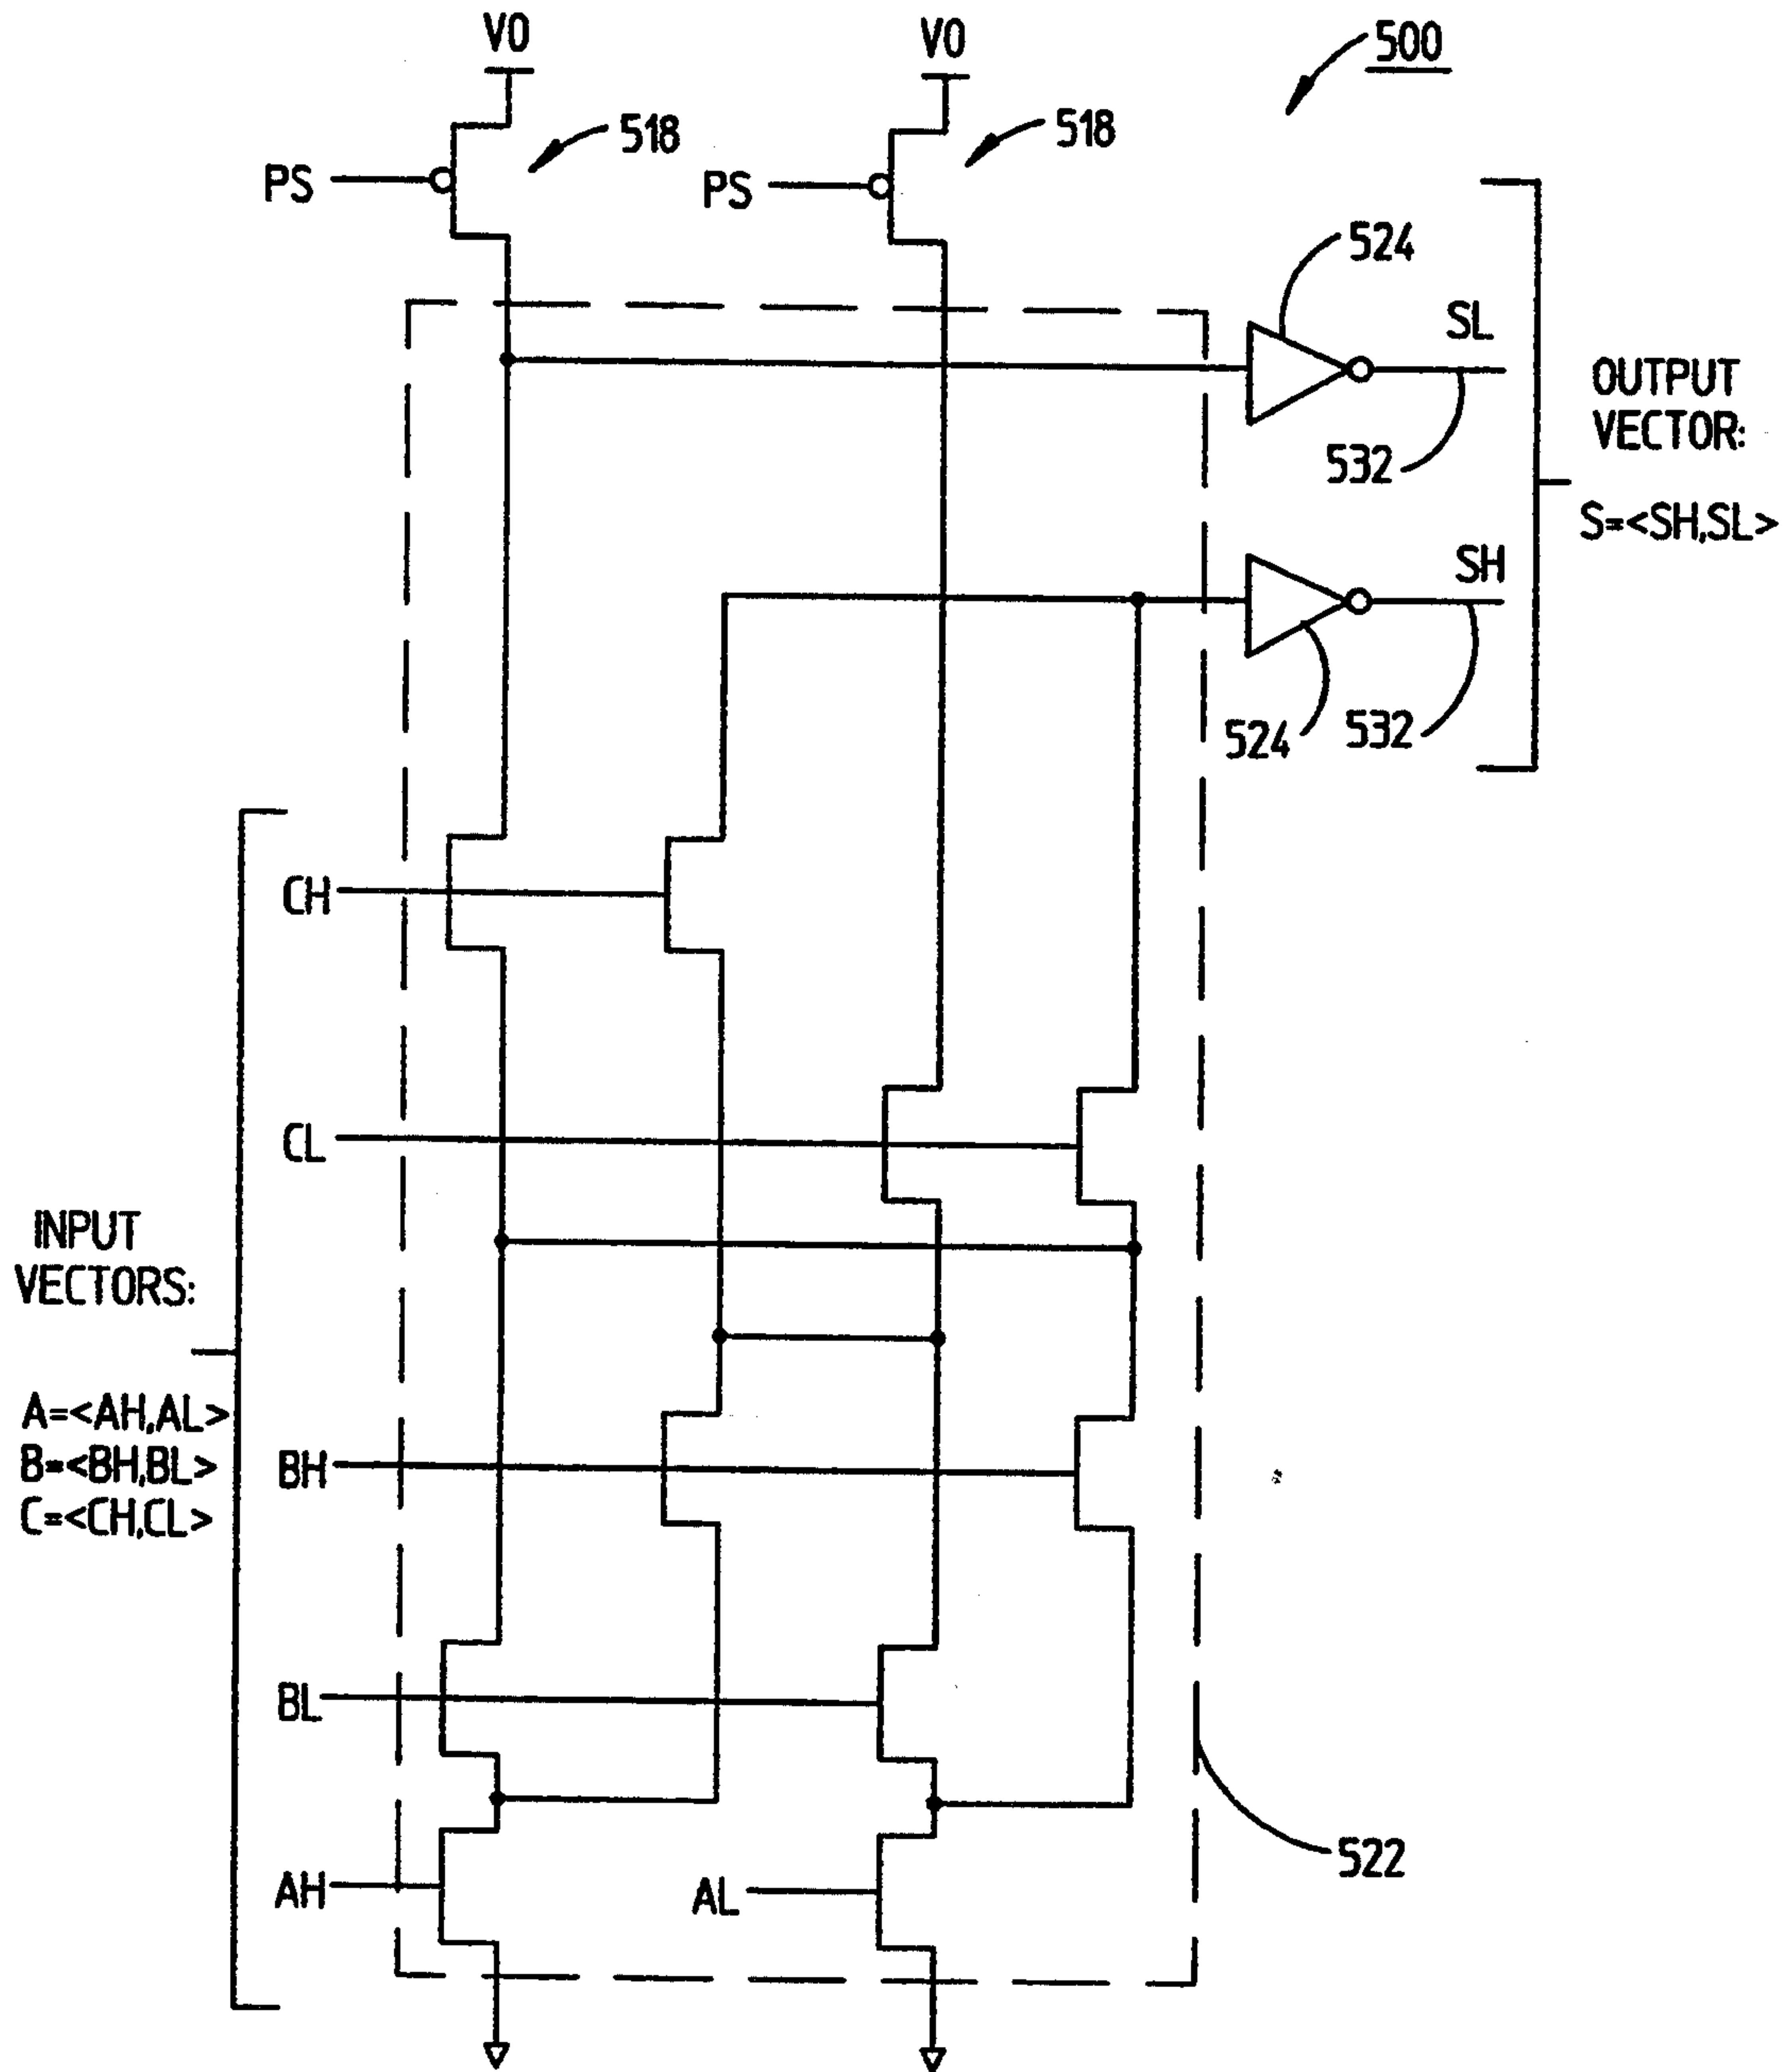 V0
V0
500
518
518
PS
PS
524
SL
OUTPUT
VECTOR:
532
S=<SH,SL>
SH
524
532
CH
CL
INPUT
VECTORS:
A=<AH,AL>
B=<BH,BL>
C=<CH,CL>
BH
BL
522
AH
AL